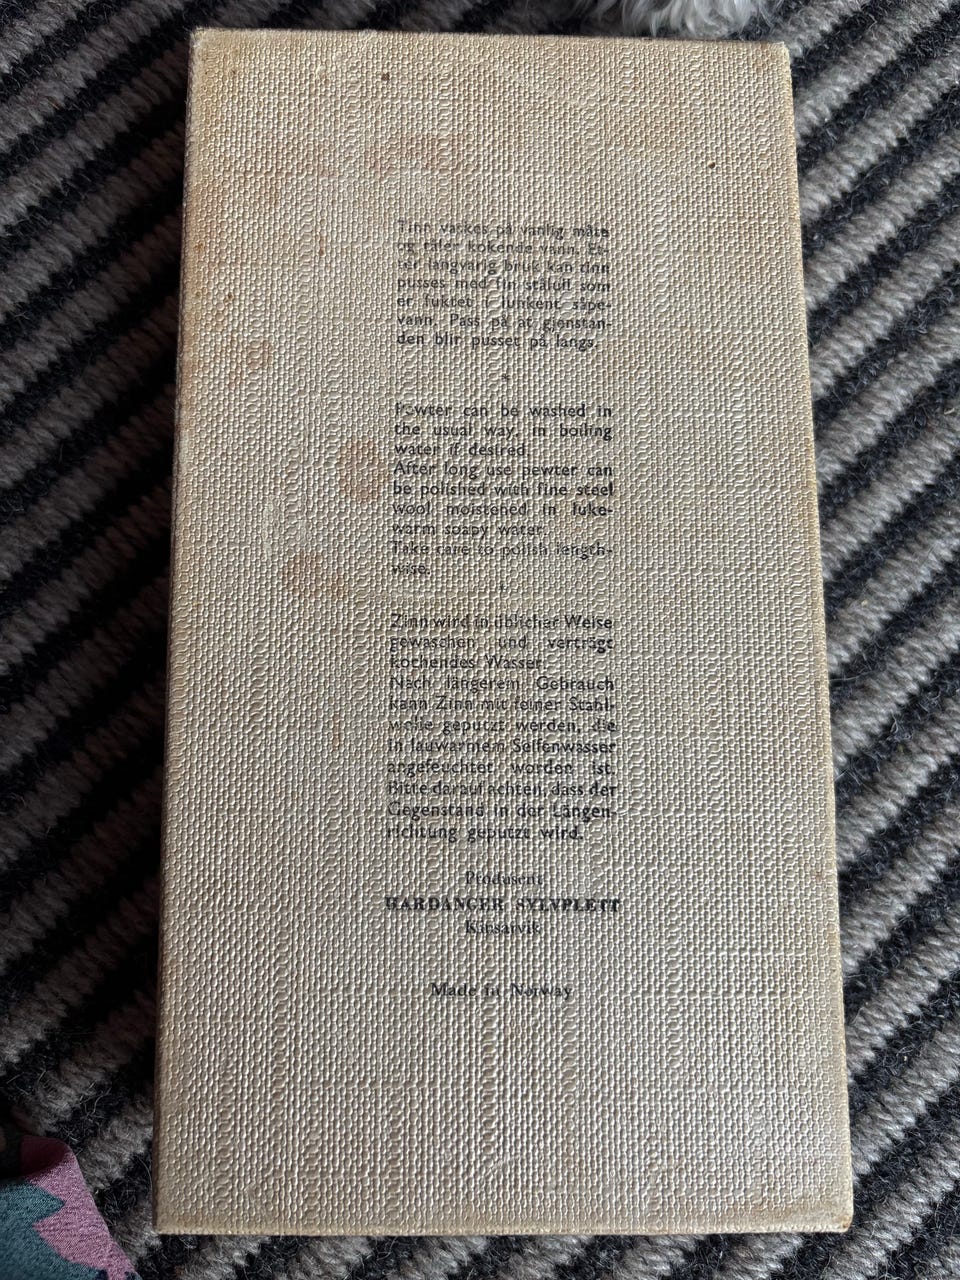 Tinn vaskes på vanlig måte
og tåler kokende vann. Et-
ter langvarig bruk kan tinn
pusses med fin stålull som
er fuktet i lunkent såpe-
vann. Pass på at gjenstan-
den blir pusset på langs.
*
Pewter can be washed in
the usual way, in boiling
water if desired.
After long use pewter can
be polished with fine steel
wool moistened in luke-
warm soapy water.
Take care to polish length-
wise.
*
Zinn wird in üblicher Weise
gewaschen und verträgt
kochendes Wasser.
Nach längerem Gebrauch
kann Zinn mit feiner Stahl-
wolle geputzt werden, die
in lauwarmem Seifenwasser
angefeuchtet worden ist.
Bitte darauf achten, dass der
Gegenstand in der Längen-
richtung geputzt wird.
Produsent
HARDANGER SYLVPLETT
Kinsarvik
Made in Norway